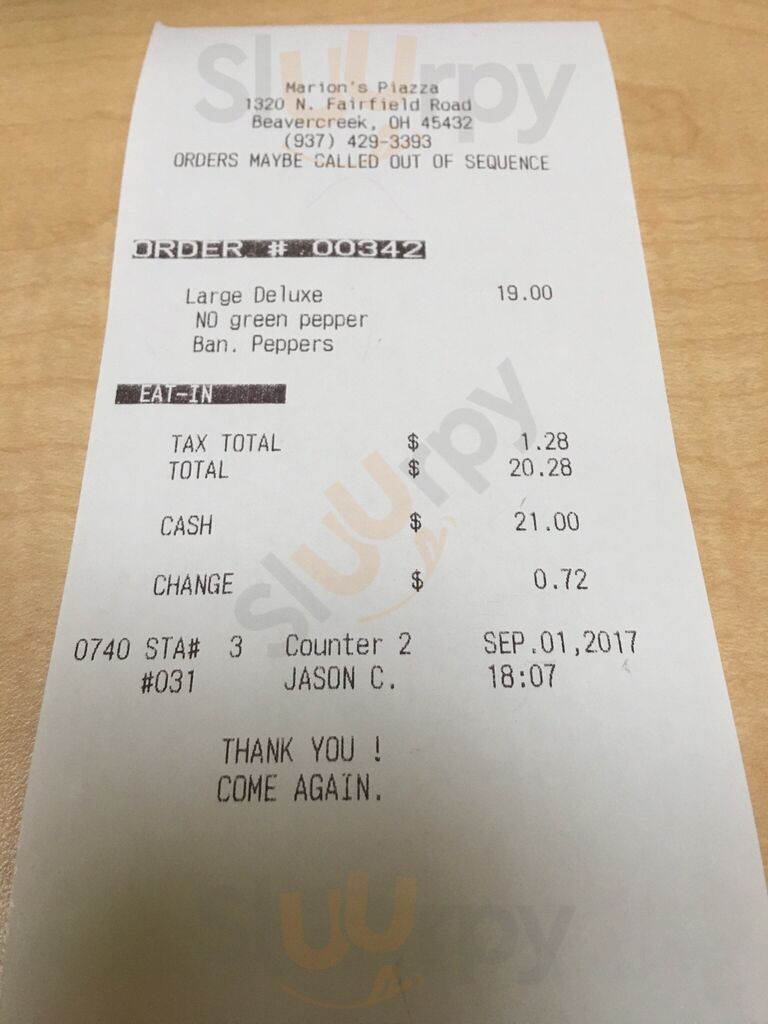 Marion's Piazza
1320 N. Fairfield Road
Beavercreek, OH 45432
(937) 429-3393
ORDERS MAYBE CALLED OUT OF SEQUENCE
ORDER # 00342
Large Deluxe 19.00
NO green pepper
Ban. Peppers
EAT-IN
TAX TOTAL $ 1.28
TOTAL $ 20.28
CASH $ 21.00
CHANGE $ 0.72
0740 STA# 3 Counter 2 SEP.01,2017
#031 JASON C. 18:07
THANK YOU !
COME AGAIN.
Sluurpy
Sluurpy
Sluurpy